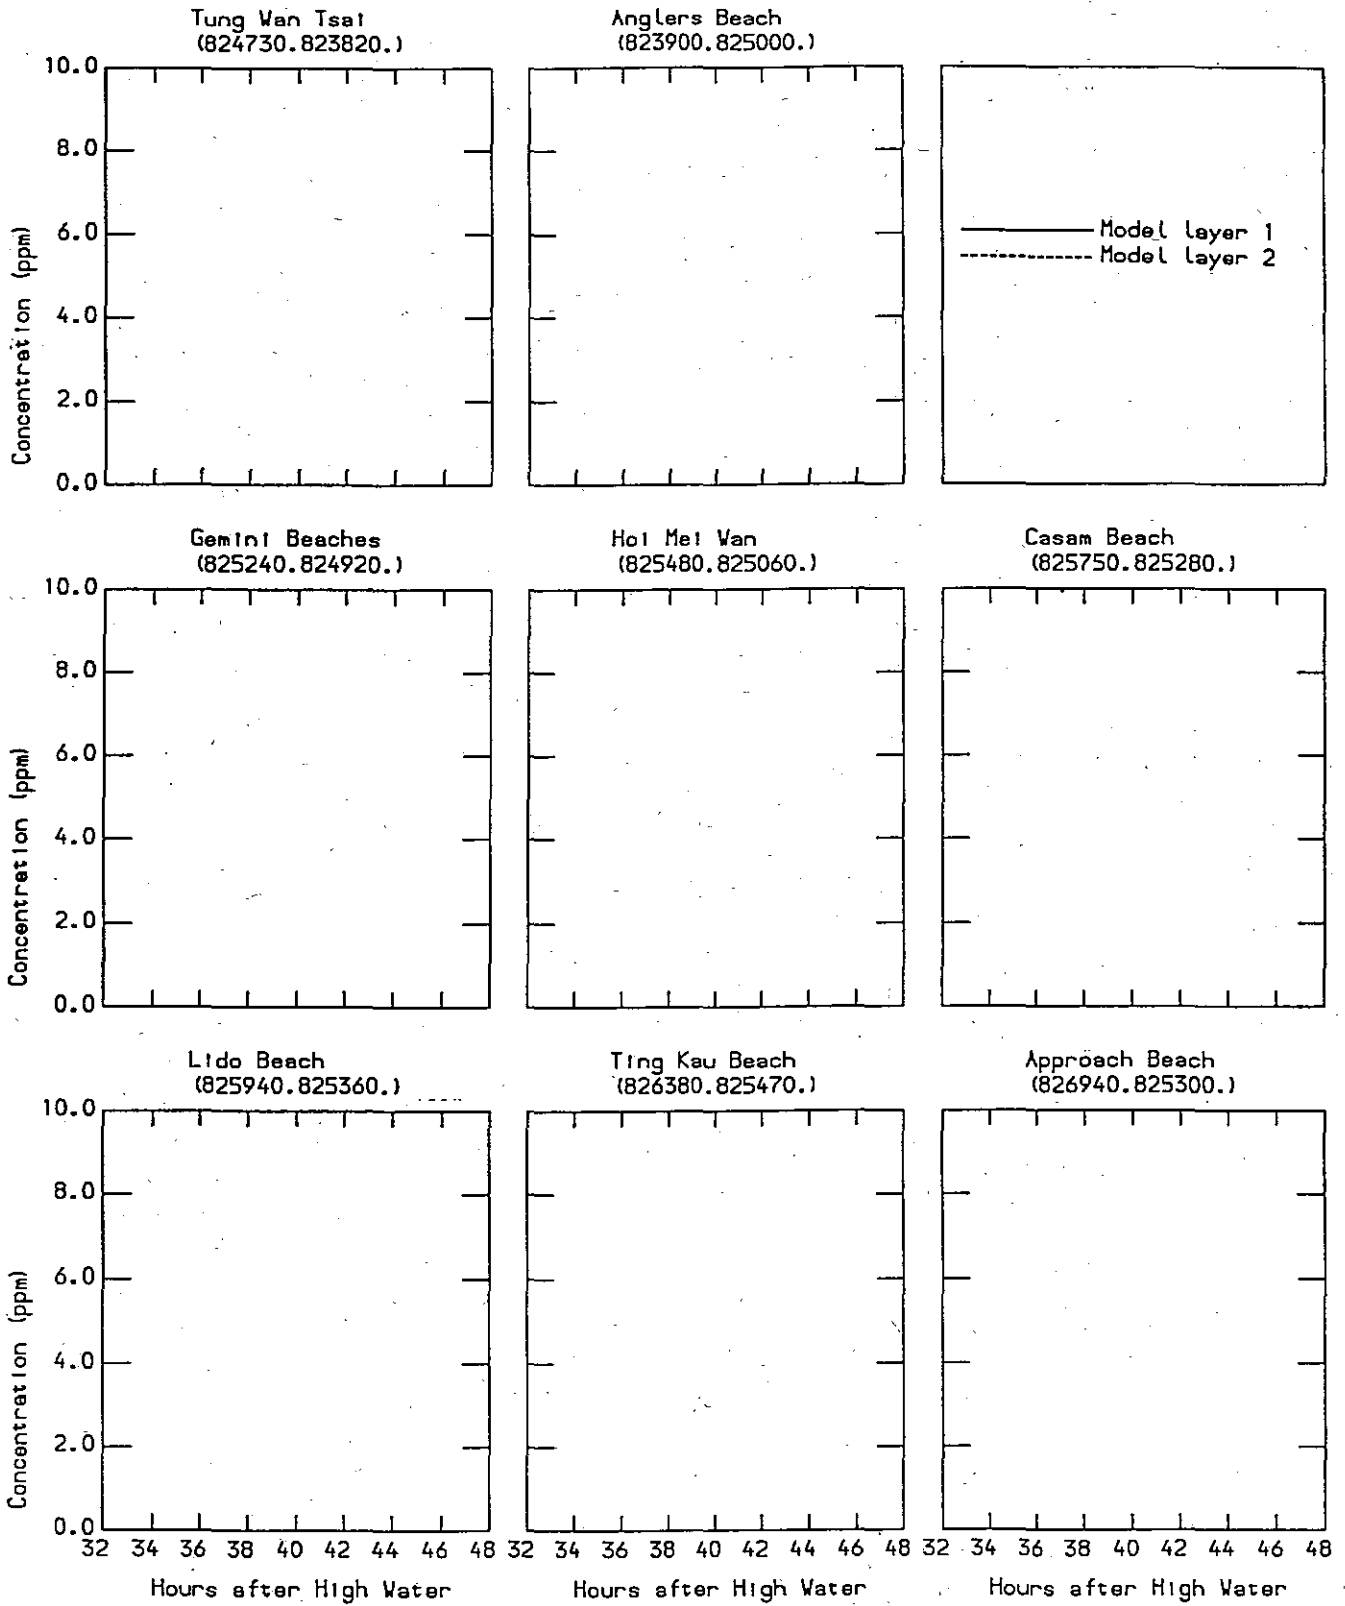 Tung Wan Tsai
(824730.823820.)
Anglers Beach
(823900.825000.)
10.0
8.0
6.0
4.0
2.0
0.0
Concentration (ppm)
Model layer 1
Model layer 2
Gemini Beaches
(825240.824920.)
Hoi Mei Wan
(825480.825060.)
Casam Beach
(825750.825280.)
10.0
8.0
6.0
4.0
2.0
0.0
Concentration (ppm)
Lido Beach
(825940.825360.)
Ting Kau Beach
(826380.825470.)
Approach Beach
(826940.825300.)
10.0
8.0
6.0
4.0
2.0
0.0
Concentration (ppm)
32 34 36 38 40 42 44 46 48
32 34 36 38 40 42 44 46 48
32 34 36 38 40 42 44 46 48
Hours after High Water
Hours after High Water
Hours after High Water